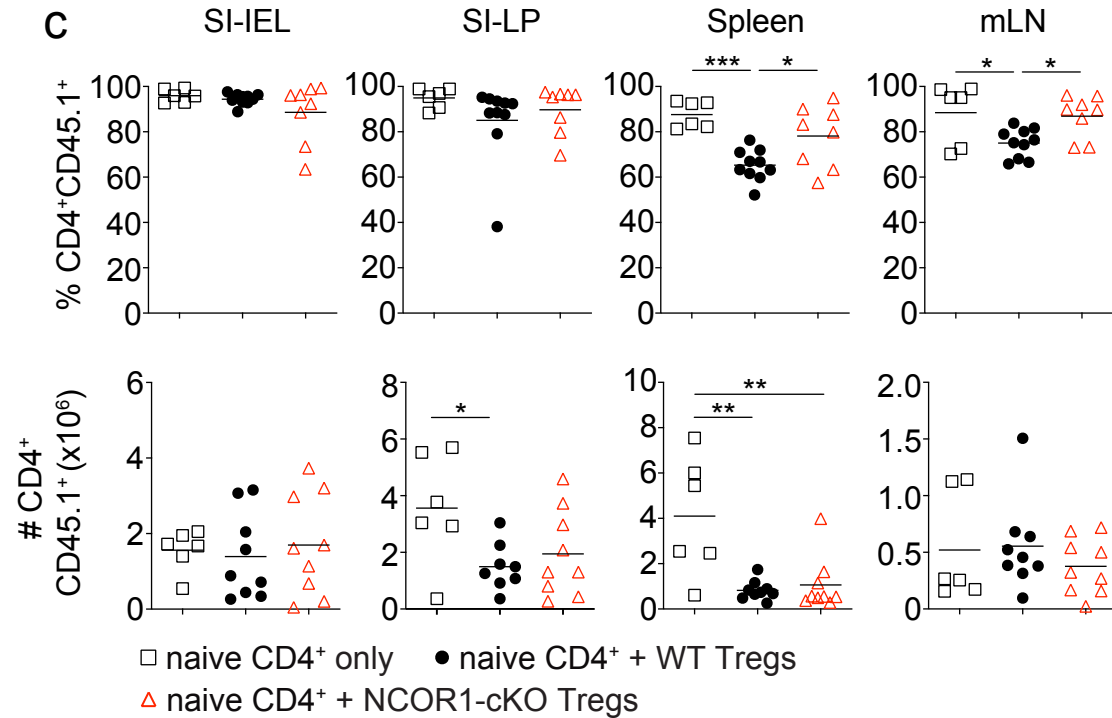 C
SI-IEL SI-LP Spleen mLN
% CD4⁺CD45.1⁺
100 80 60 40 20 0
100 80 60 40 20 0
100 80 60 40 20 0
*** *
100 80 60 40 20 0
* *
# CD4⁺
CD45.1⁺ (x10⁶)
6 4 2 0
8 6 4 2 0
*
10 8 6 4 2 0
**
**
2.0 1.5 1.0 0.5 0
naive CD4⁺ only naive CD4⁺ + WT Tregs
naive CD4⁺ + NCOR1-cKO Tregs